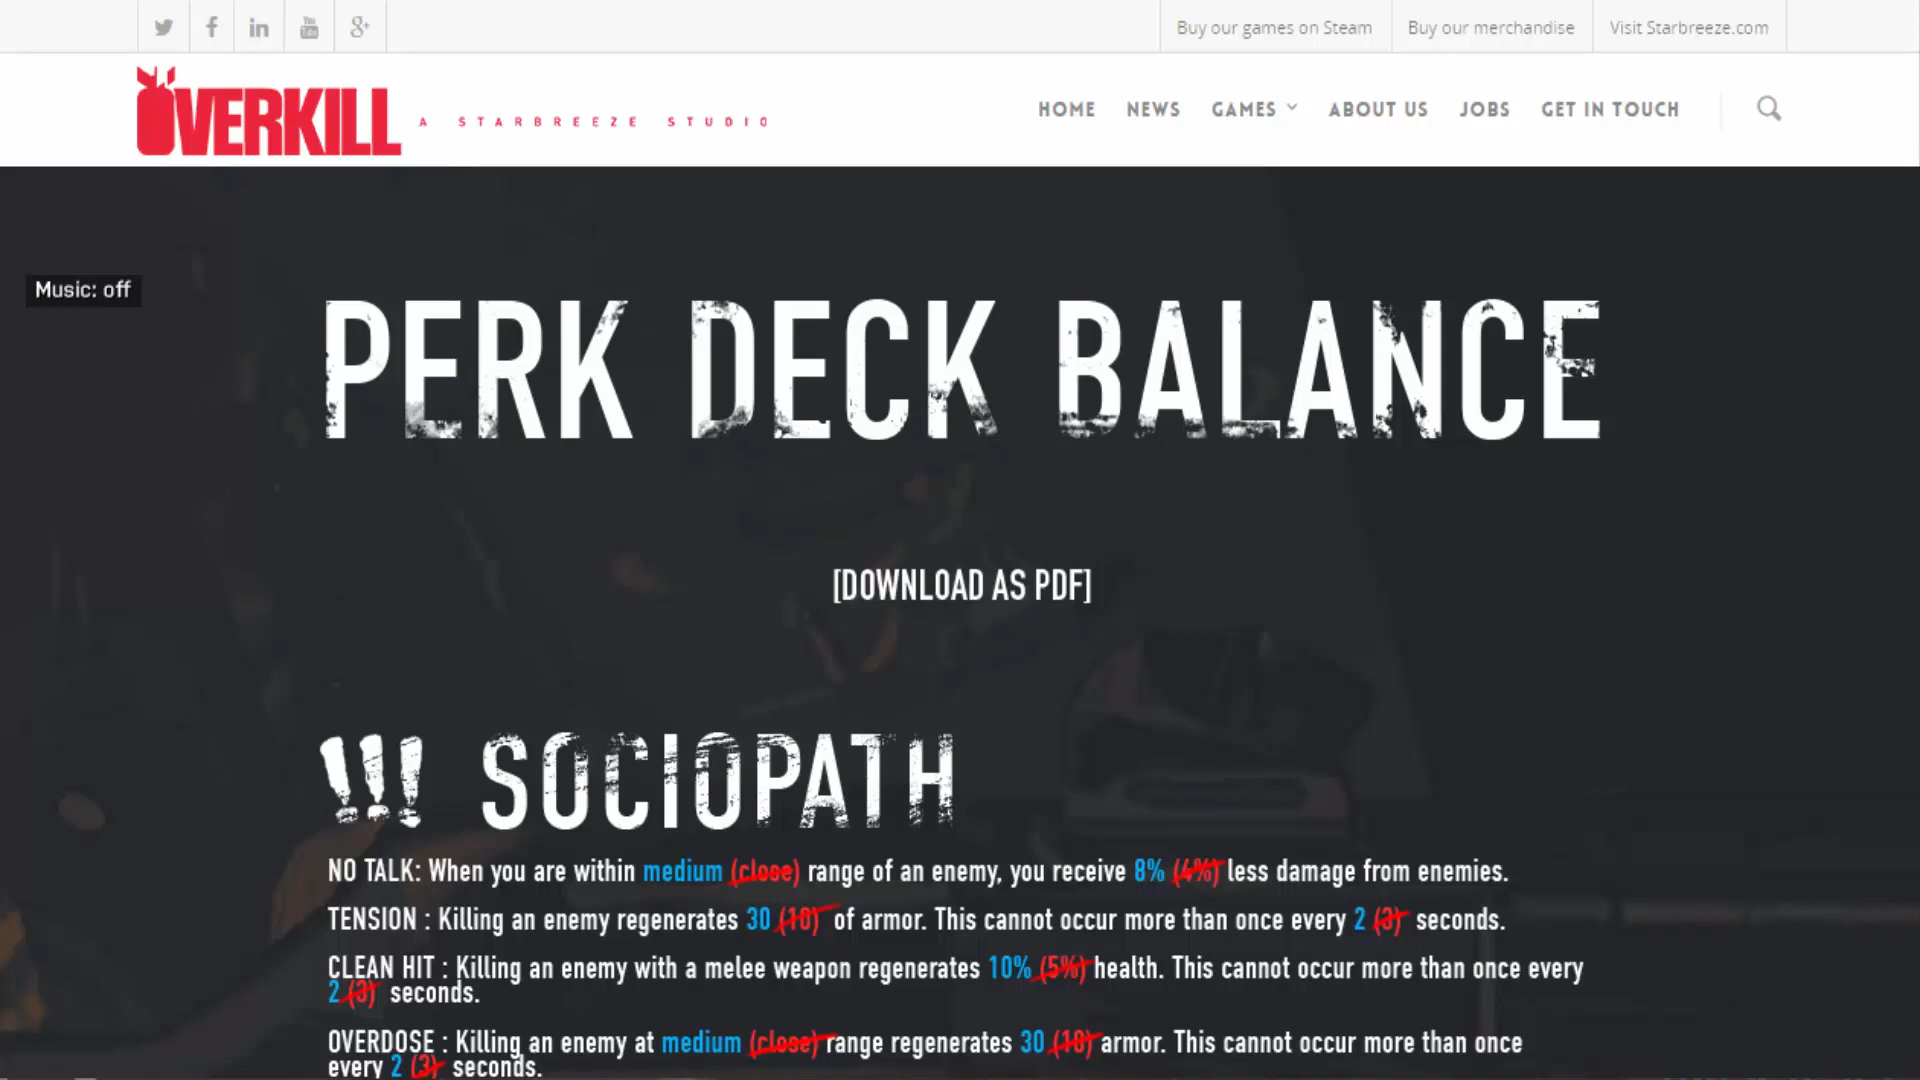 Buy our games on Steam
Buy our merchandise
Visit Starbreeze.com
OVERKILL
A STARBREEZE STUDIO
HOME
NEWS
GAMES
ABOUT US
JOBS
GET IN TOUCH
Music: off
PERK DECK BALANCE
[DOWNLOAD AS PDF]
!!! SOCIOPATH
NO TALK: When you are within medium (close) range of an enemy, you receive 8% (4%) less damage from enemies.
TENSION : Killing an enemy regenerates 30 (10) of armor. This cannot occur more than once every 2 (3) seconds.
CLEAN HIT : Killing an enemy with a melee weapon regenerates 10% (5%) health. This cannot occur more than once every
2 (3) seconds.
OVERDOSE : Killing an enemy at medium (close) range regenerates 30 (10) armor. This cannot occur more than once
every 2 (3) seconds.